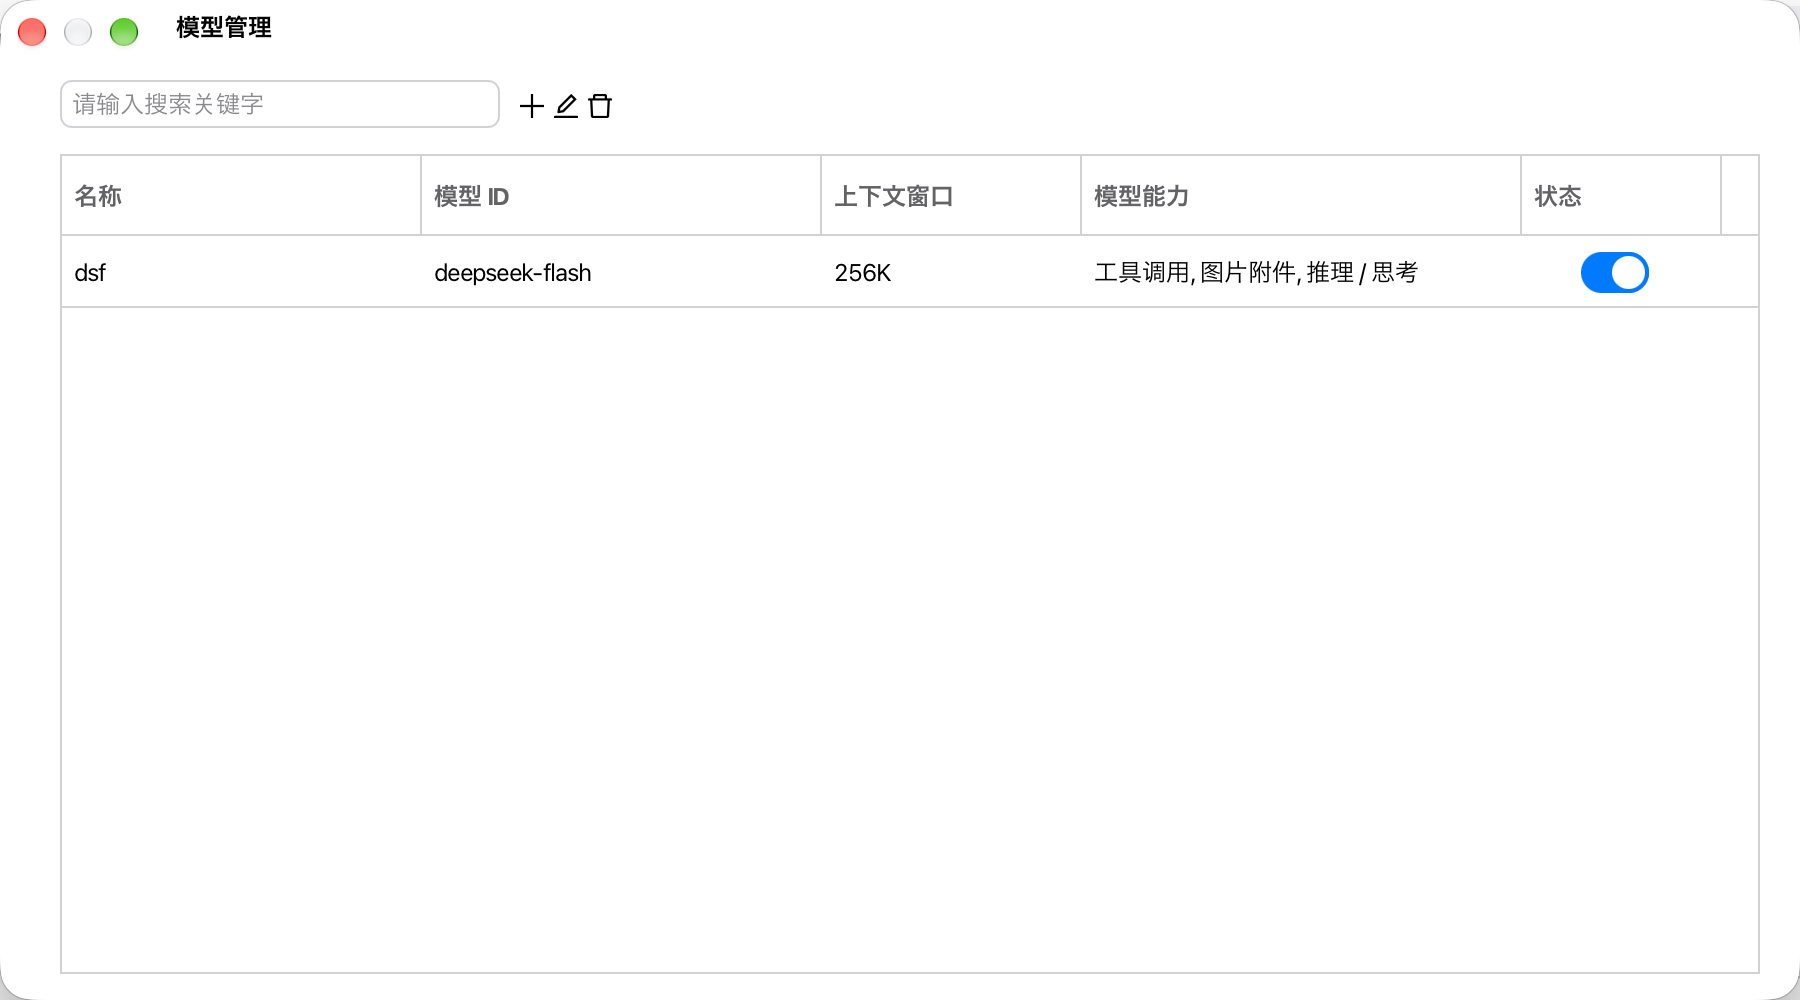 模型管理
请输入搜索关键字
名称 模型 ID 上下文窗口 模型能力 状态
dsf deepseek-flash 256K 工具调用, 图片附件, 推理 / 思考